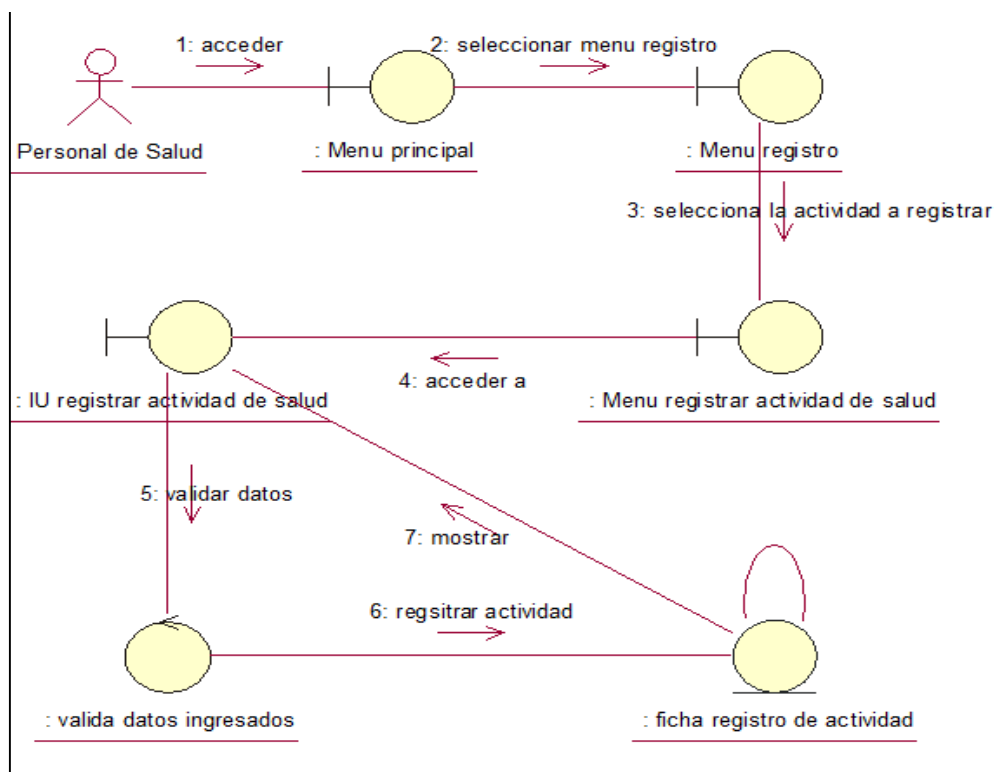 1: acceder
2: seleccionar menu registro
Personal de Salud
: Menu principal
: Menu registro
3: selecciona la actividad a registrar
4: acceder a
: IU registrar actividad de salud
: Menu registrar actividad de salud
5: validar datos
7: mostrar
6: regsitrar actividad
: valida datos ingresados
: ficha registro de actividad